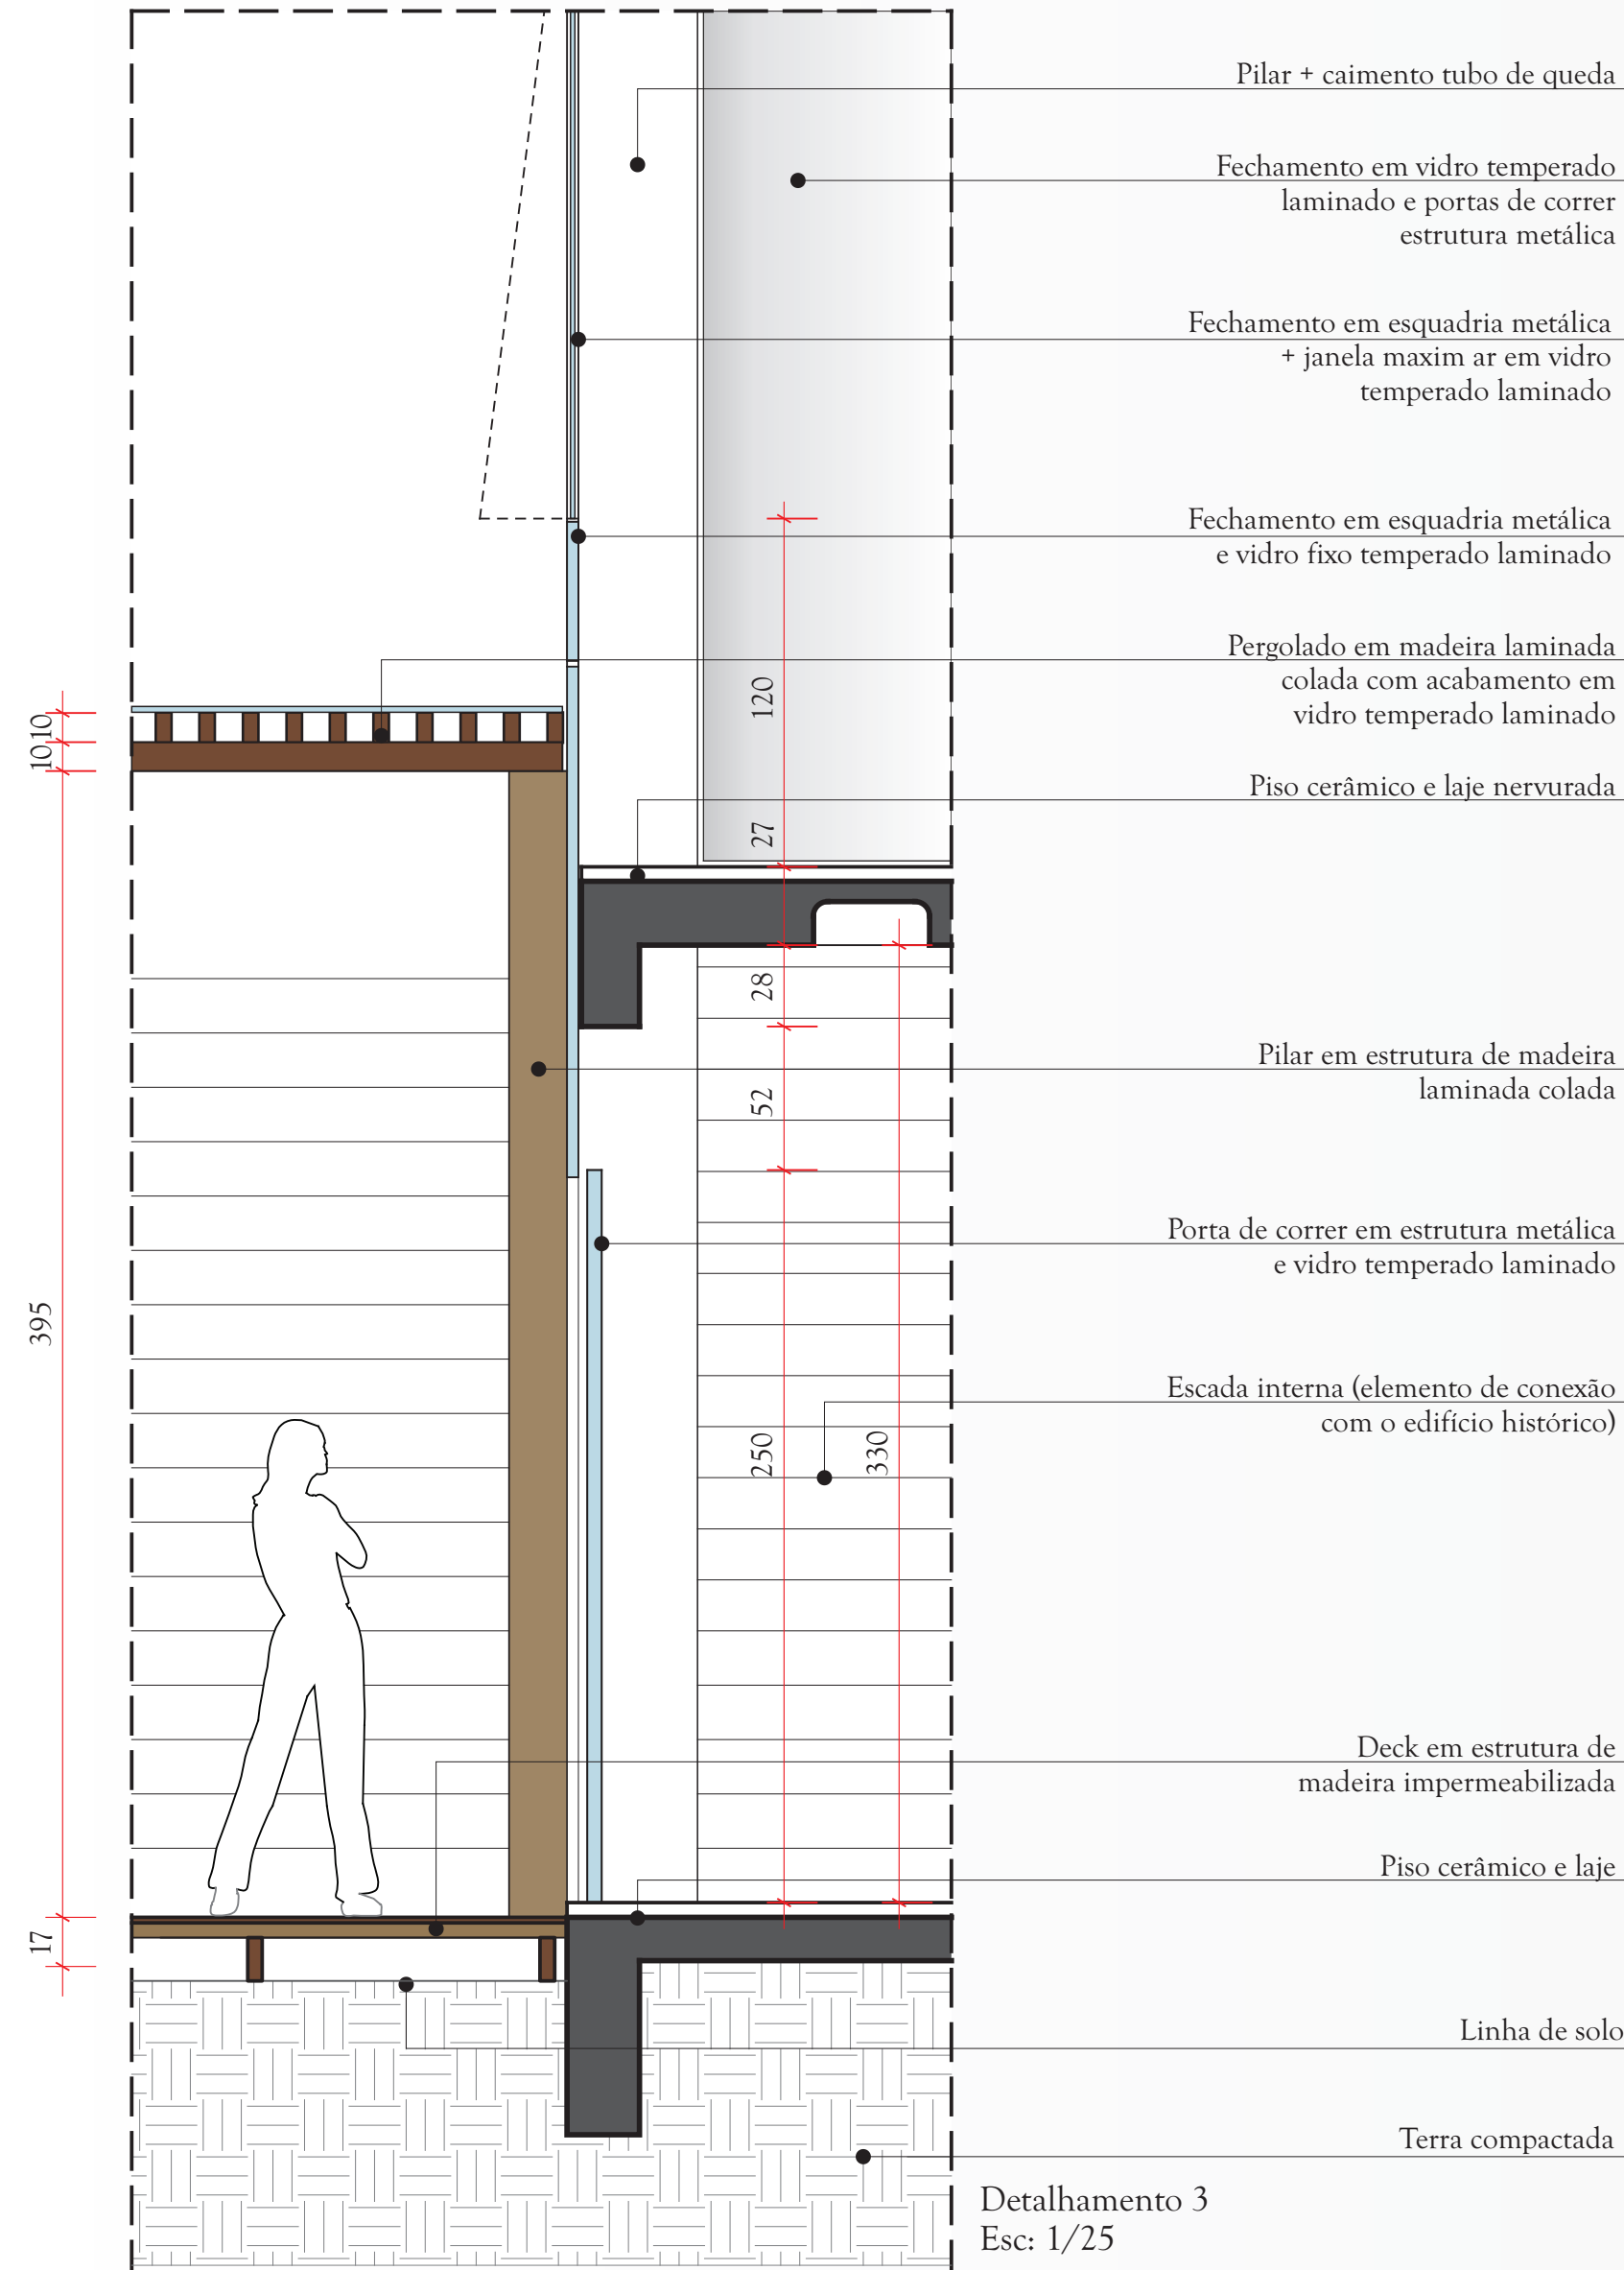 Pilar + caimento tubo de queda
Fechamento em vidro temperado
laminado e portas de correr
estrutura metálica
Fechamento em esquadria metálica
+ janela maxim ar em vidro
temperado laminado
Fechamento em esquadria metálica
e vidro fixo temperado laminado
Pergolado em madeira laminada
colada com acabamento em
vidro temperado laminado
120
10
10
Piso cerâmico e laje nervurada
27
28
Pilar em estrutura de madeira
laminada colada
52
Porta de correr em estrutura metálica
e vidro temperado laminado
395
Escada interna (elemento de conexão
com o edifício histórico)
250
330
Deck em estrutura de
madeira impermeabilizada
Piso cerâmico e laje
17
Linha de solo
Terra compactada
Detalhamento 3
Esc: 1/25